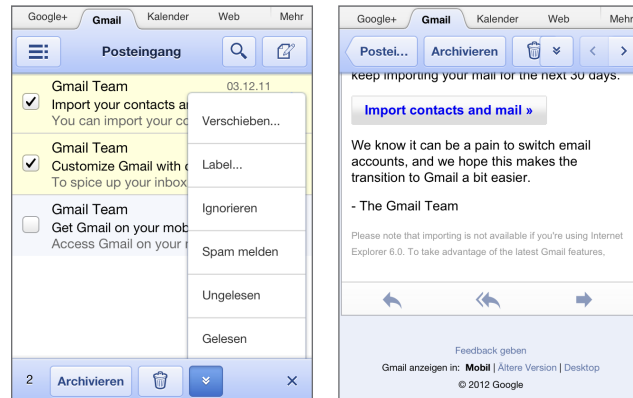 Google+ Gmail Kalender Web Mehr
Posteingang
Gmail Team 03.12.11
Import your contacts a
You can import your co
Gmail Team
Customize Gmail with
To spice up your inbox
Gmail Team
Get Gmail on your mob
Access Gmail on your
Verschieben...
Label...
Ignorieren
Spam melden
Ungelesen
Gelesen
2 Archivieren
Google+ Gmail Kalender Web Mehr
Postei... Archivieren
keep importing your mail for the next 30 days.
Import contacts and mail »
We know it can be a pain to switch email
accounts, and we hope this makes the
transition to Gmail a bit easier.
- The Gmail Team
Please note that importing is not available if you're using Internet
Explorer 6.0. To take advantage of the latest Gmail features,
Feedback geben
Gmail anzeigen in: Mobil | Ältere Version | Desktop
© 2012 Google